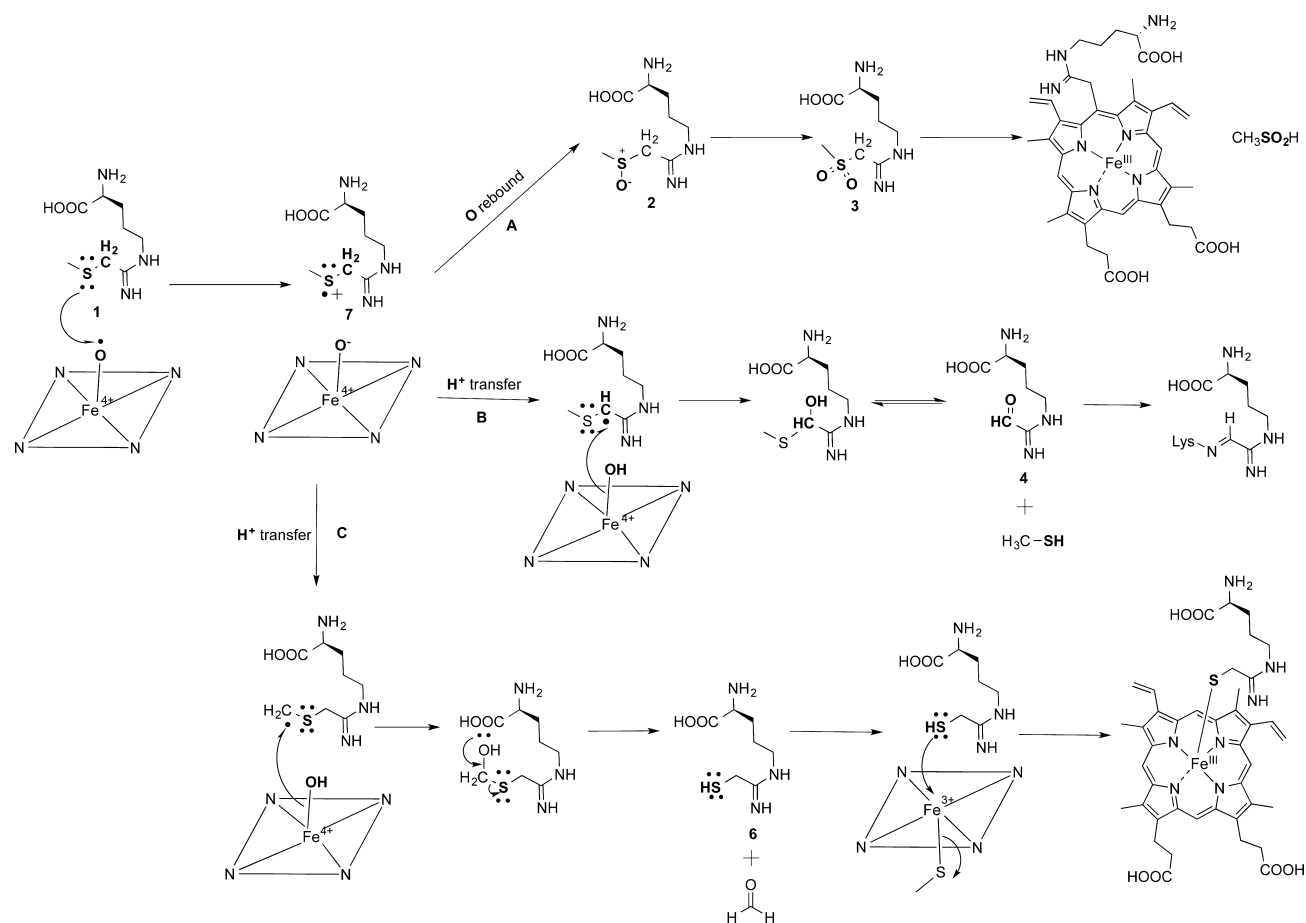 NH2
HOOC
H2
S
C
NH
NH
1
O
N
N
N
N
Fe4+
NH2
HOOC
H2
S
C
+
NH
NH
7
O-
N
N
N
N
Fe4+
O rebound
A
NH2
HOOC
CH2
S+
O-
NH
NH
2
NH2
HOOC
H2
C
S
O
O
NH
NH
3
NH2
HN
COOH
HN
N
N
N
N
FeIII
COOH
COOH
CH3SO2H
H+ transfer
B
NH2
HOOC
H
S
C
NH
NH
OH
N
N
N
N
Fe4+
NH2
HOOC
OH
HC
S
NH
NH
NH2
HOOC
O
HC
NH
NH
4
+
H3C–SH
NH2
HOOC
H
Lys
N
NH
NH
H+ transfer
C
NH2
HOOC
H2C
S
NH
NH
OH
N
N
N
N
Fe4+
NH2
HOOC
OH
H2C
S
NH
NH
NH2
HOOC
HS
NH
NH
6
+
O
H
H
NH2
HOOC
HS
NH
NH
N
N
N
N
Fe3+
S
NH2
HOOC
S
NH
NH
N
N
N
N
FeIII
HOOC
COOH